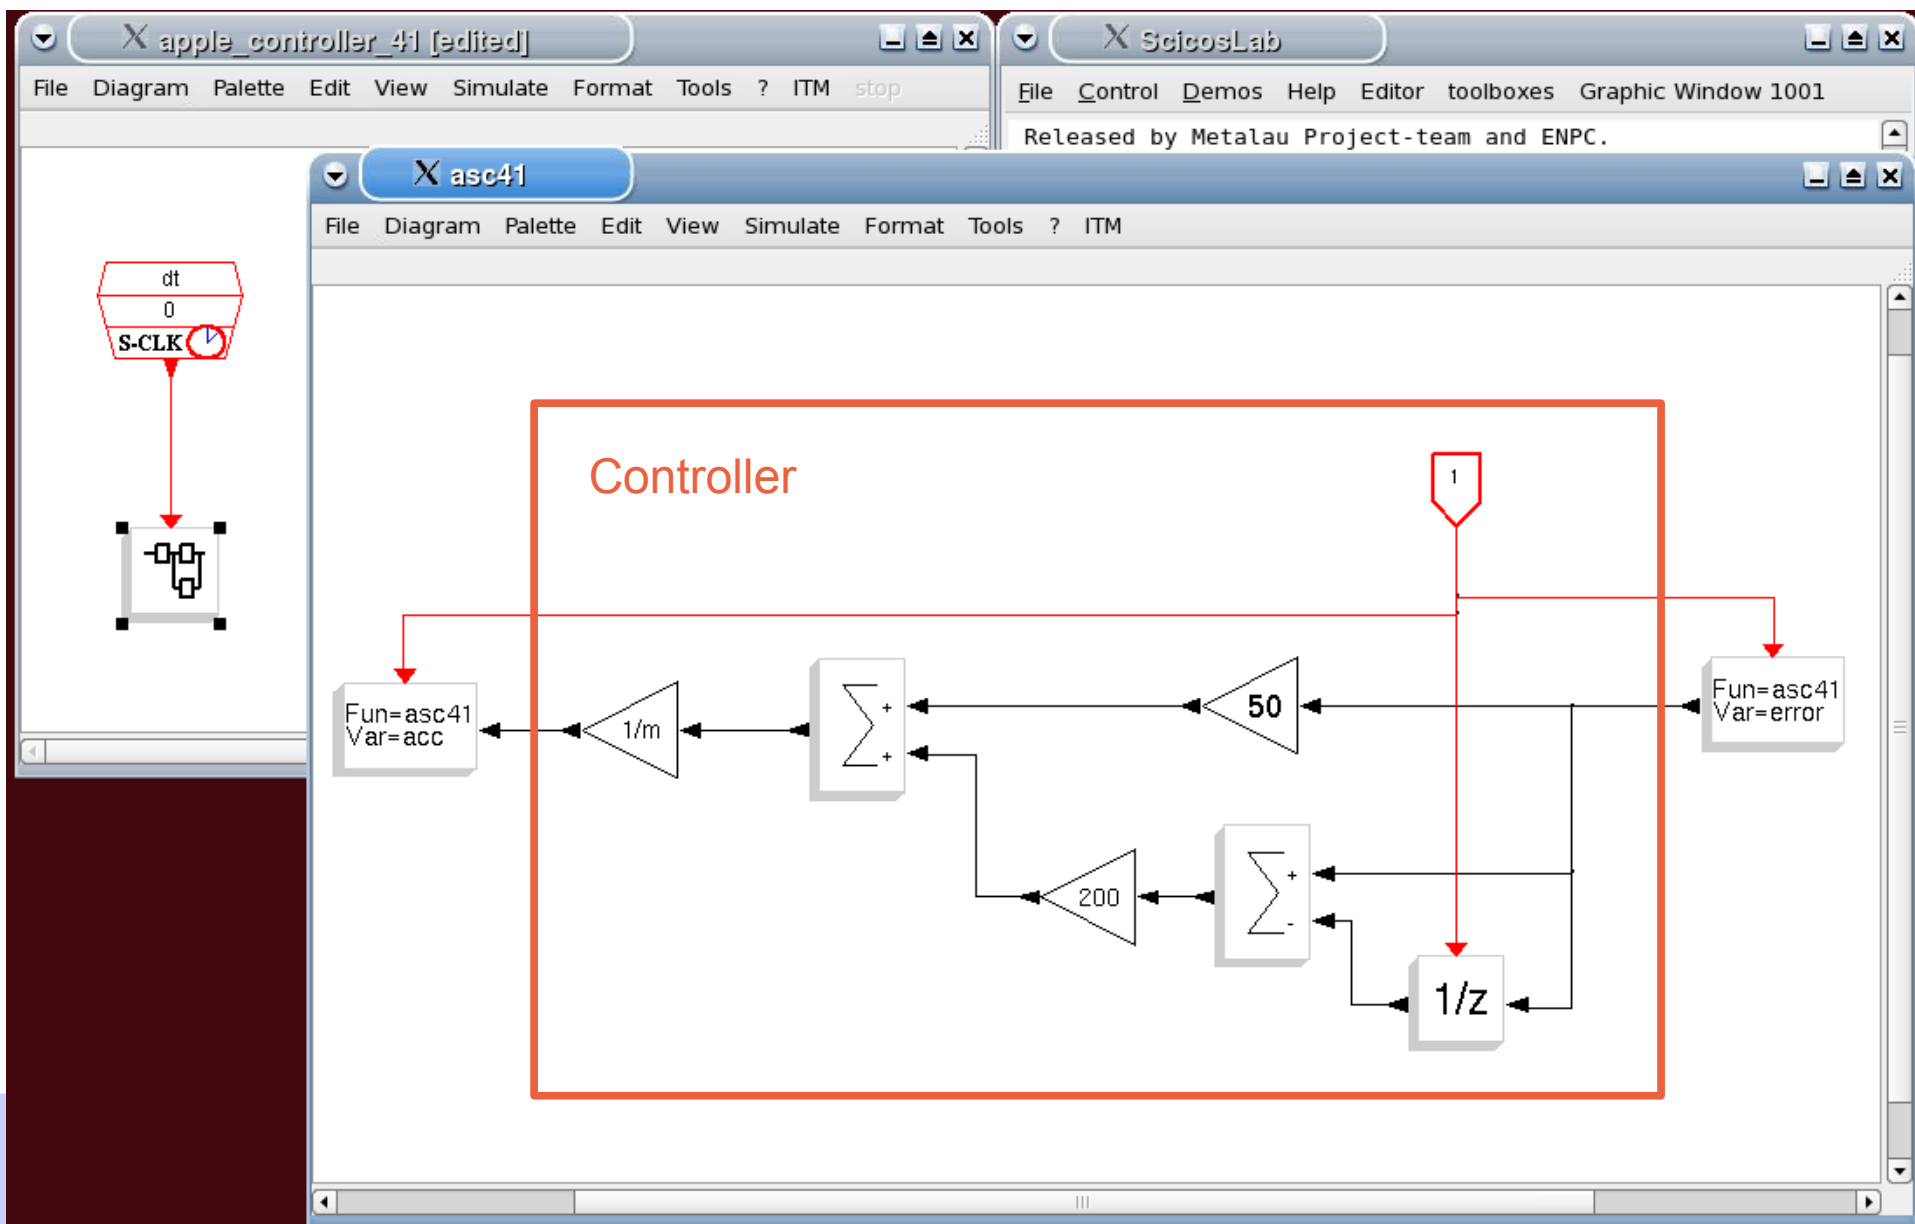 apple_controller_41 [edited]
File Diagram Palette Edit View Simulate Format Tools ? ITM stop
ScicosLab
File Control Demos Help Editor toolboxes Graphic Window 1001
Released by Metalau Project-team and ENPC.
dt
0
S-CLK
asc41
File Diagram Palette Edit View Simulate Format Tools ? ITM
Controller
1
Fun=asc41
Var=acc
1/m
+
+
50
Fun=asc41
Var=error
200
+
-
1/z